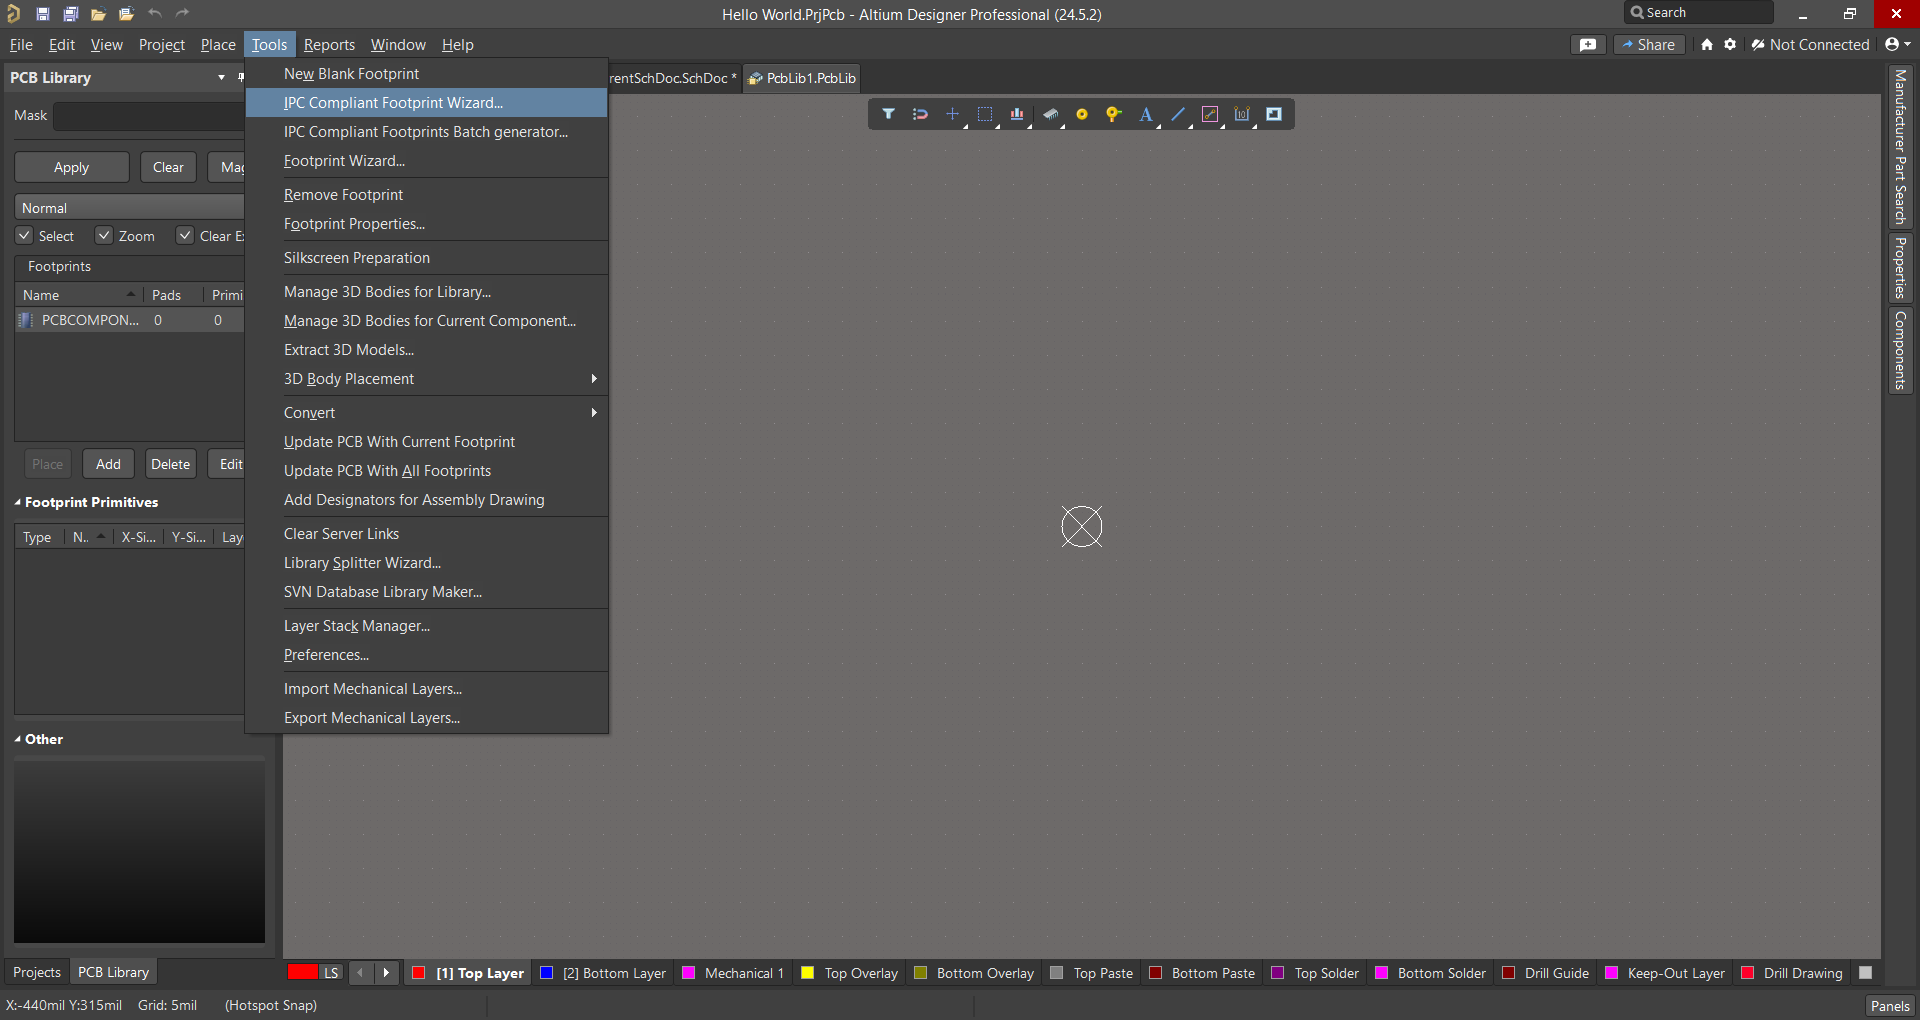 Hello World.PrjPcb - Altium Designer Professional (24.5.2)
Search
File Edit View Project Place Tools Reports Window Help
Share
Not Connected
PCB Library
rentSchDoc.SchDoc *
PcbLib1.PcbLib
Mask
Apply
Clear
Mag
Normal
Select
Zoom
Clear Ex
Footprints
Name
Pads
Primi
PCBCOMPON...
0
0
Place
Add
Delete
Edit
Footprint Primitives
Type
N..
X-Si...
Y-Si...
Laye
Other
Projects
PCB Library
New Blank Footprint
IPC Compliant Footprint Wizard...
IPC Compliant Footprints Batch generator...
Footprint Wizard...
Remove Footprint
Footprint Properties...
Silkscreen Preparation
Manage 3D Bodies for Library...
Manage 3D Bodies for Current Component...
Extract 3D Models...
3D Body Placement
Convert
Update PCB With Current Footprint
Update PCB With All Footprints
Add Designators for Assembly Drawing
Clear Server Links
Library Splitter Wizard...
SVN Database Library Maker...
Layer Stack Manager...
Preferences...
Import Mechanical Layers...
Export Mechanical Layers...
A
10
Manufacturer Part Search
Properties
Components
LS
[1] Top Layer
[2] Bottom Layer
Mechanical 1
Top Overlay
Bottom Overlay
Top Paste
Bottom Paste
Top Solder
Bottom Solder
Drill Guide
Keep-Out Layer
Drill Drawing
X:-440mil Y:315mil Grid: 5mil (Hotspot Snap)
Panels